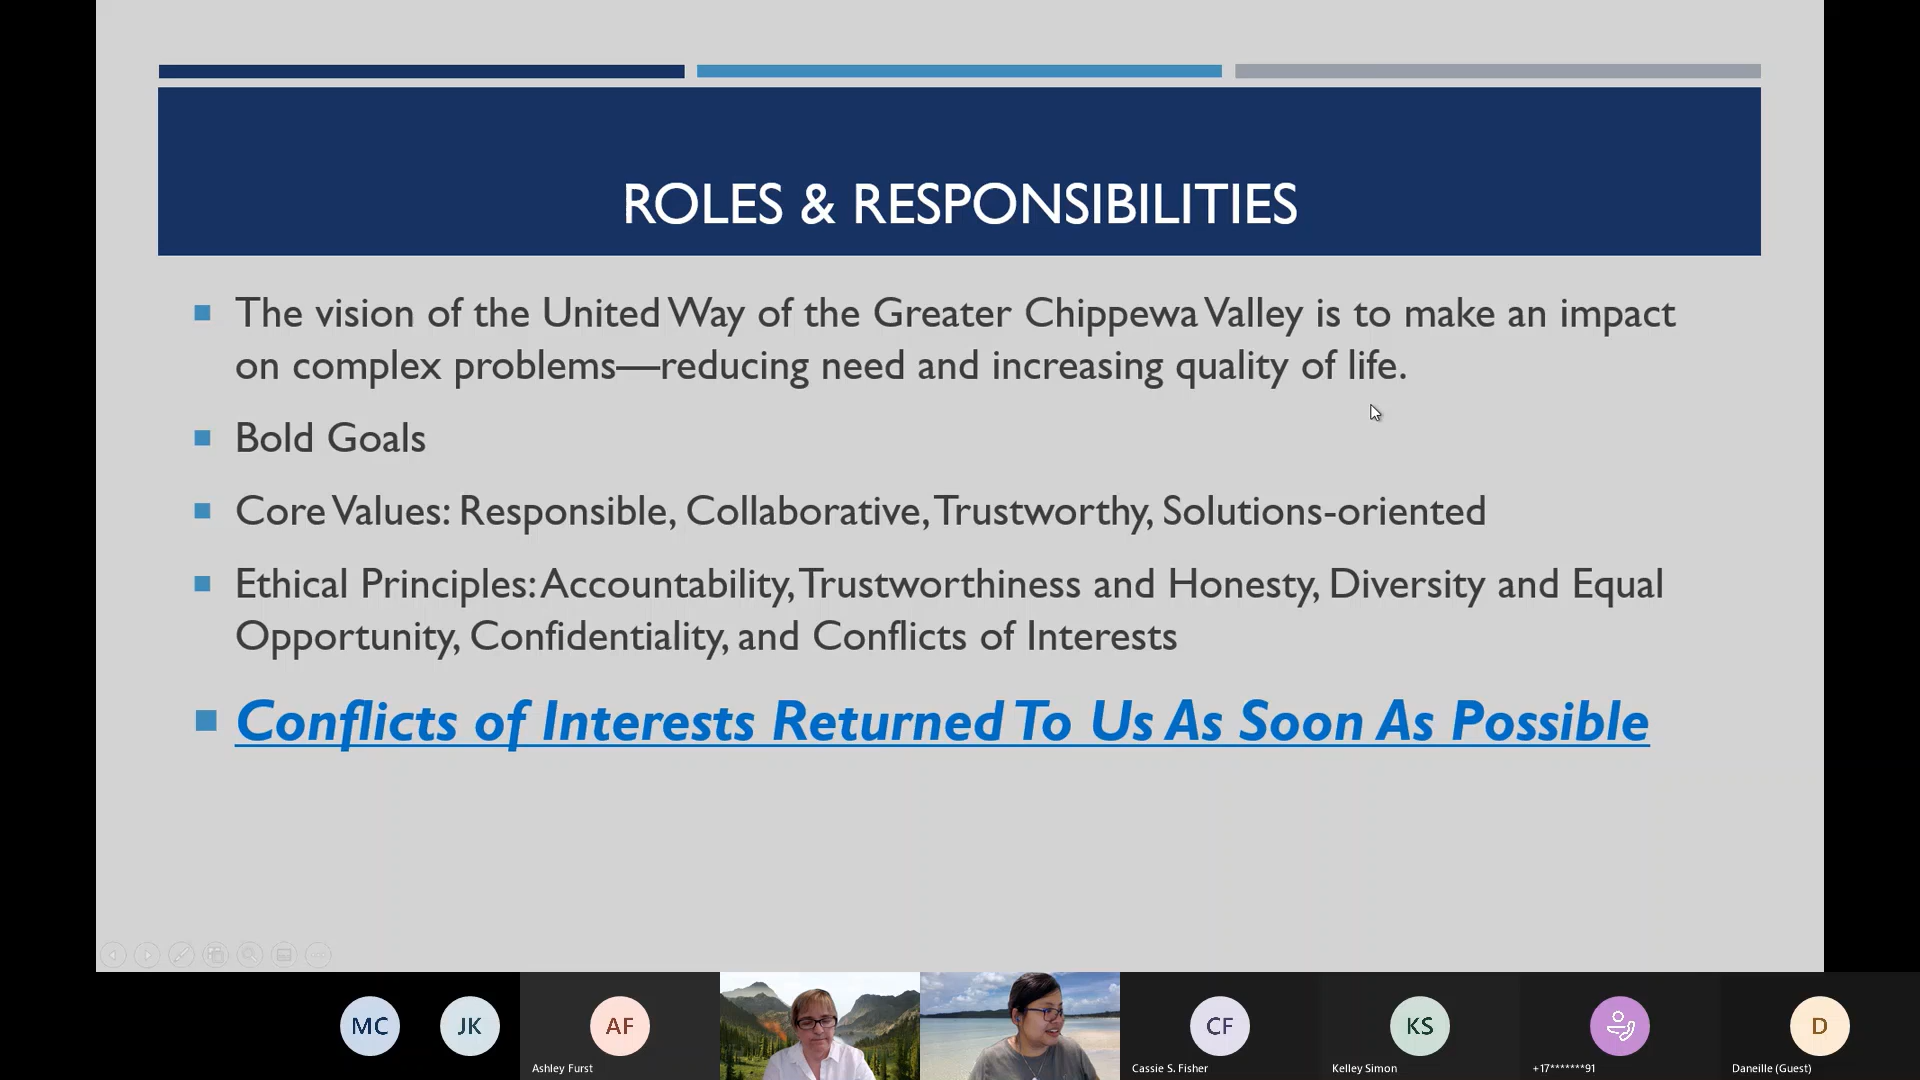 ROLES & RESPONSIBILITIES
The vision of the United Way of the Greater Chippewa Valley is to make an impact
on complex problems—reducing need and increasing quality of life.
Bold Goals
Core Values: Responsible, Collaborative, Trustworthy, Solutions-oriented
Ethical Principles: Accountability, Trustworthiness and Honesty, Diversity and Equal
Opportunity, Confidentiality, and Conflicts of Interests
Conflicts of Interests Returned To Us As Soon As Possible
MC
JK
AF
CF
KS
D
Ashley Furst
Cassie S. Fisher
Kelley Simon
+17*******91
Daneille (Guest)